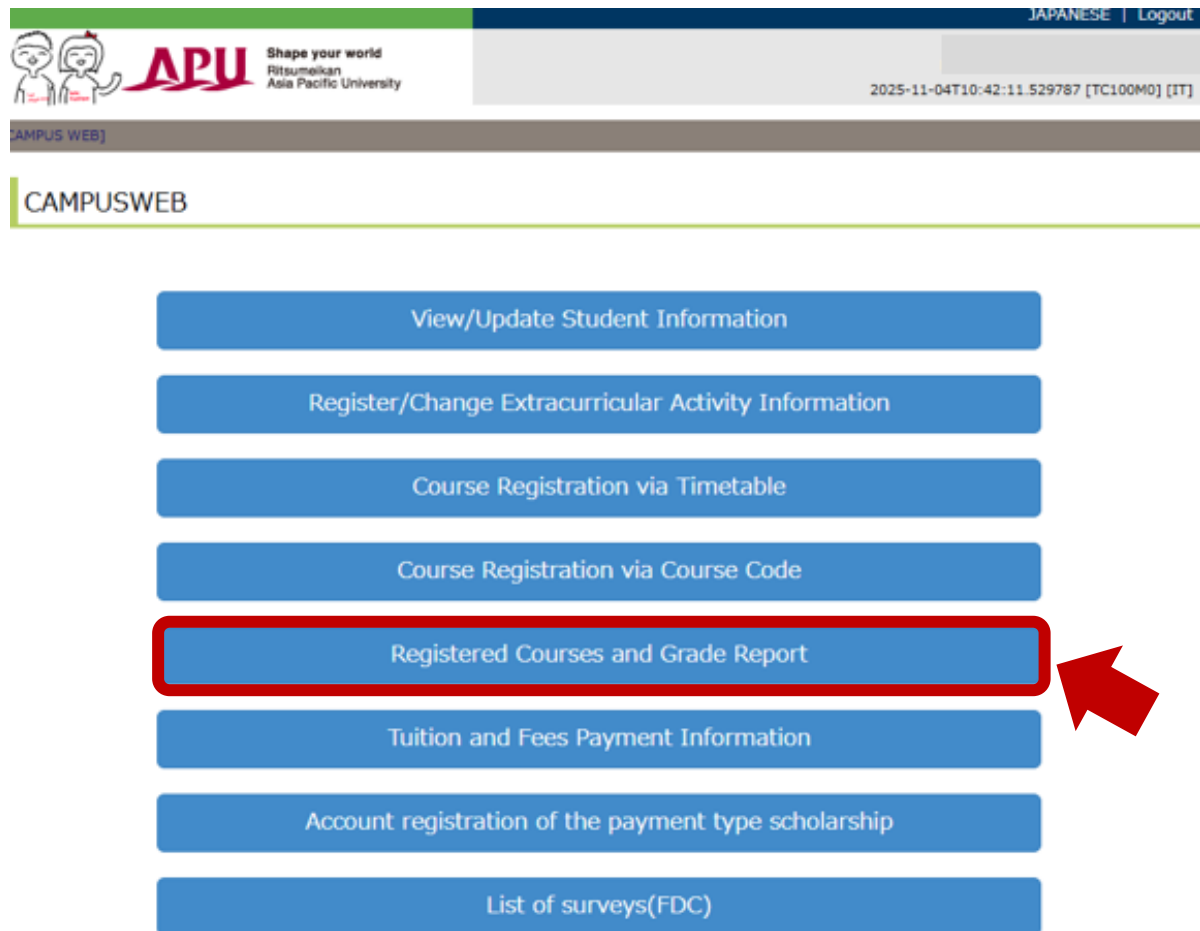 JAPANESE | Logout
APU
Shape your world
Ritsumeikan
Asia Pacific University
2025-11-04T10:42:11.529787 [TC100M0] [IT]
CAMPUS WEB]
CAMPUSWEB
View/Update Student Information
Register/Change Extracurricular Activity Information
Course Registration via Timetable
Course Registration via Course Code
Registered Courses and Grade Report
Tuition and Fees Payment Information
Account registration of the payment type scholarship
List of surveys(FDC)